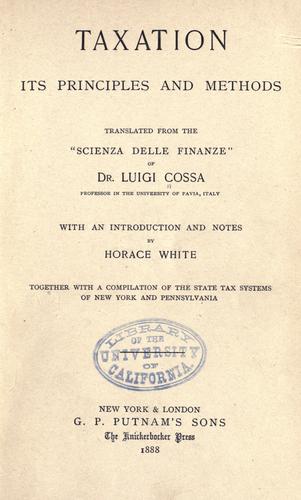 TAXATION
ITS PRINCIPLES AND METHODS
TRANSLATED FROM THE
"SCIENZA DELLE FINANZE"
OF
DR. LUIGI COSSA
PROFESSOR IN THE UNIVERSITY OF PAVIA, ITALY
WITH AN INTRODUCTION AND NOTES
BY
HORACE WHITE
TOGETHER WITH A COMPILATION OF THE STATE TAX SYSTEMS
OF NEW YORK AND PENNSYLVANIA
LIBRARY
OF THE
UNIVERSITY
OF
CALIFORNIA.
NEW YORK & LONDON
G. P. PUTNAM'S SONS
The Knickerbocker Press
1888